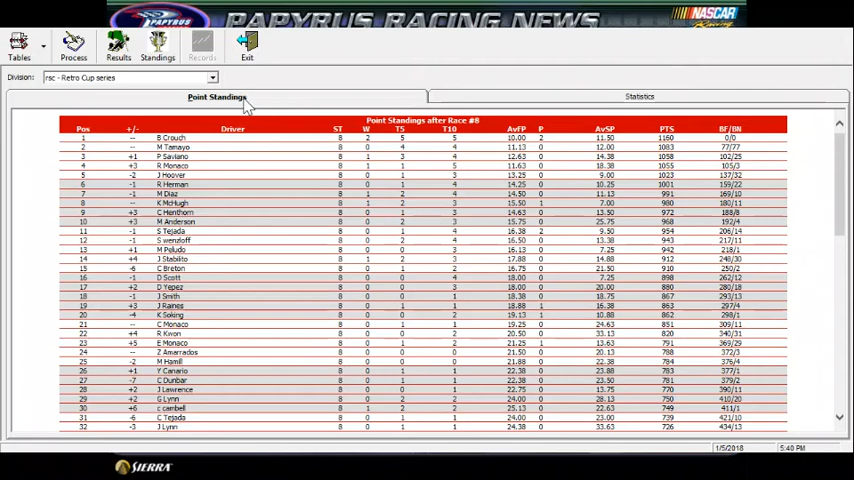 PAPYRUS
PAPYRUS RACING NEWS
NASCAR
Racing
Tables Process Results Standings Records Exit
Division: rsc - Retro Cup series
Point Standings Statistics
Point Standings after Race #8
Pos +/- Driver ST W T5 T10 AvFP P AvSP PTS BF/BN
1 -- B Crouch 8 2 5 5 10.00 2 11.50 1160 0/0
2 -- M Tamayo 8 0 4 4 11.13 0 12.00 1083 77/77
3 +1 P Saviano 8 1 3 4 12.63 0 14.38 1058 102/25
4 +3 R Monaco 8 1 1 5 11.63 0 18.38 1055 105/3
5 -2 J Hoover 8 0 1 3 13.25 0 9.00 1023 137/32
6 -1 R Herman 8 0 1 4 14.25 0 10.25 1001 159/22
7 -1 M Diaz 8 1 2 4 14.50 0 11.13 991 169/10
8 -- K McHugh 8 1 2 3 15.50 1 7.00 980 180/11
9 +3 C Henthorn 8 0 1 3 14.63 0 13.50 972 188/8
10 +3 M Anderson 8 0 2 3 15.75 0 25.75 968 192/4
11 -1 S Tejada 8 0 1 4 16.38 2 9.50 954 206/14
12 -1 S wenzloff 8 0 2 4 16.50 0 13.38 943 217/11
13 +1 M Peludo 8 0 0 3 16.13 0 7.25 942 218/1
14 +4 J Stabilito 8 1 2 2 17.88 0 14.88 912 248/30
15 -6 C Breton 8 0 1 2 16.75 0 21.50 910 250/2
16 -1 D Scott 8 0 0 4 18.00 0 7.25 898 262/12
17 +2 D Yepez 8 0 0 2 18.00 0 20.00 880 280/18
18 -1 J Smith 8 0 0 1 18.38 0 18.75 867 293/13
19 +3 J Raines 8 0 0 1 18.88 1 16.38 863 297/4
20 -4 K Soking 8 0 1 2 19.13 1 10.88 862 298/1
21 -- C Monaco 8 0 1 1 19.25 0 24.63 851 309/11
22 +4 R Kwon 8 0 0 2 20.50 0 33.13 820 340/31
23 +5 E Monaco 8 0 1 1 21.25 1 13.63 791 369/29
24 -- Z Amarrados 8 0 0 0 21.50 0 20.13 788 372/3
25 -2 M Hamill 8 0 0 0 21.88 0 22.38 784 376/4
26 +1 Y Canario 8 0 1 1 22.38 0 23.88 783 377/1
27 -7 C Dunbar 8 0 1 2 22.38 0 23.50 781 379/2
28 +2 J Lawrence 8 0 0 1 22.75 0 13.75 770 390/11
29 +2 G Lynn 8 0 2 2 24.00 0 28.13 750 410/20
30 +6 c cambell 8 1 2 2 25.13 0 22.63 749 411/1
31 -6 C Tejada 8 0 1 1 24.00 0 23.00 739 421/10
32 -3 J Lynn 8 0 1 1 24.38 0 33.63 726 434/13
1/5/2018 5:40 PM
SIERRA